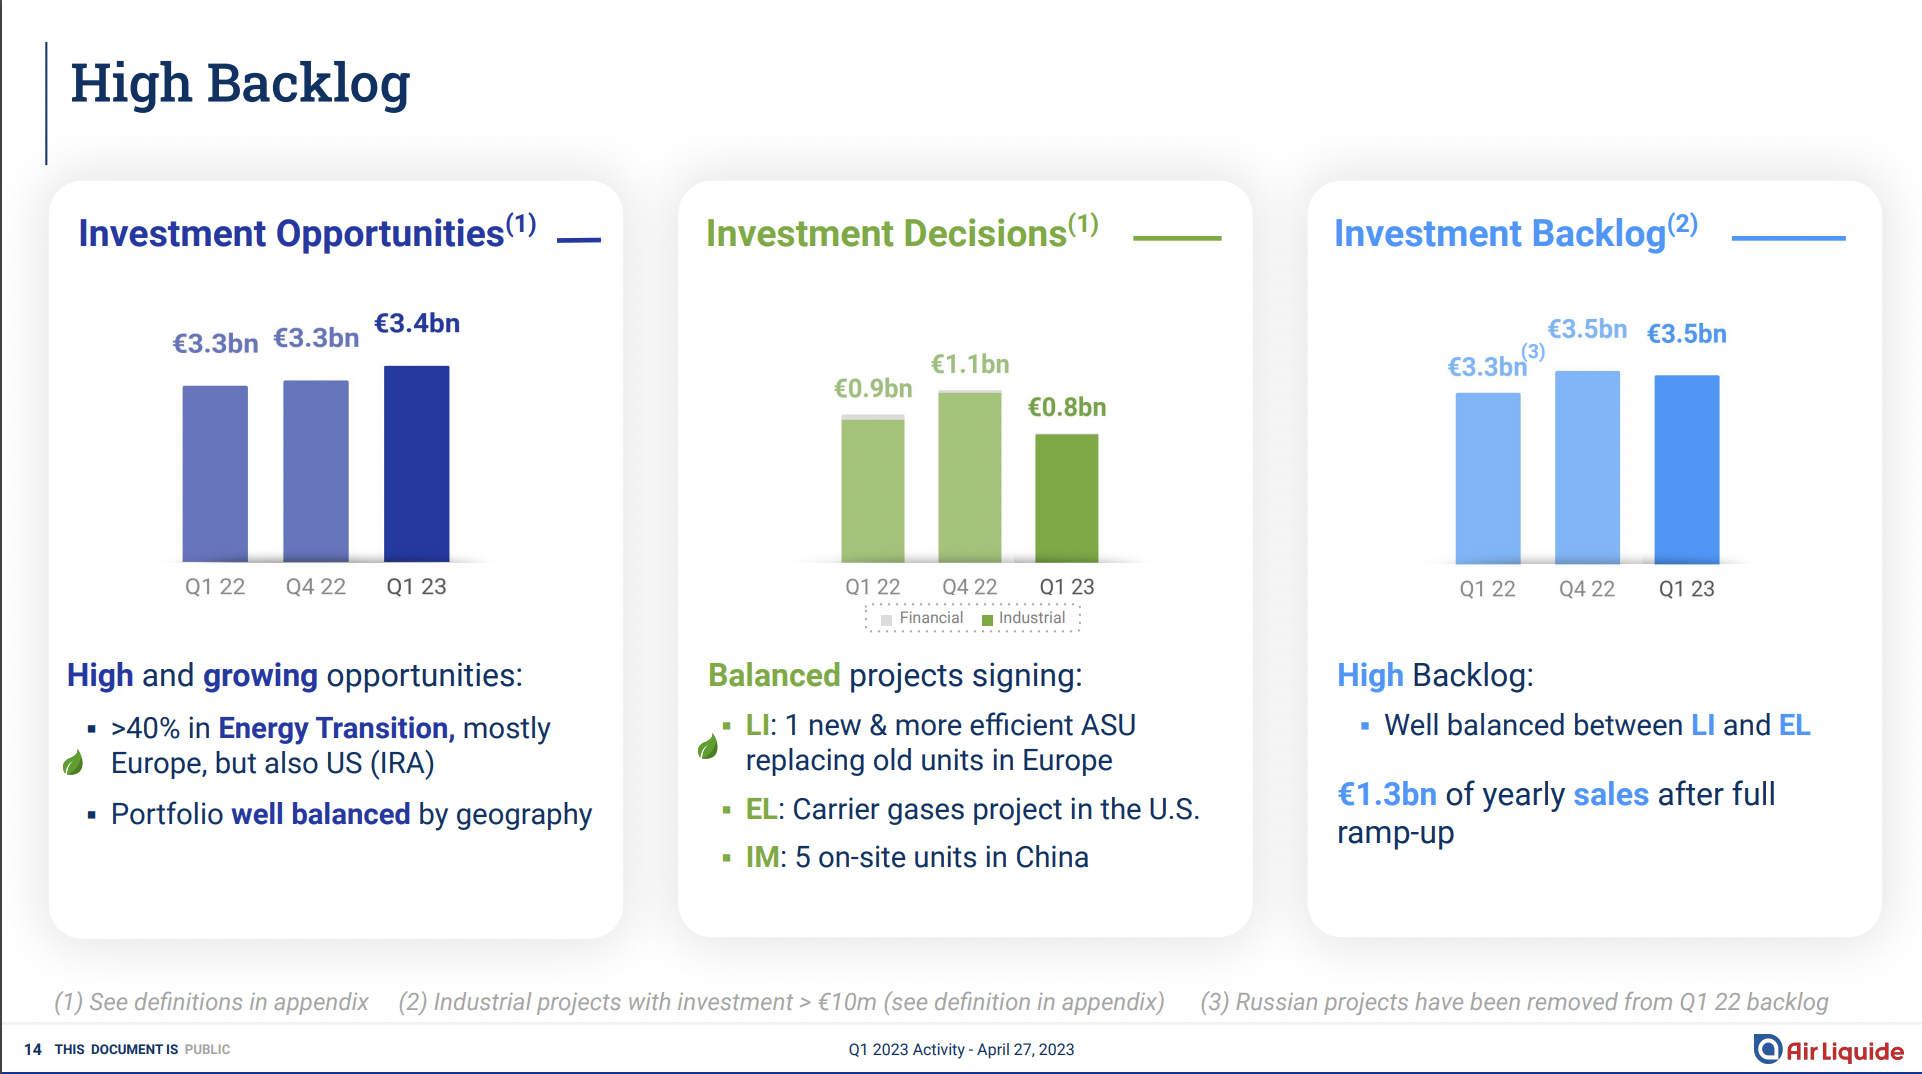 High Backlog
Investment Opportunities(1)
€3.3bn €3.3bn €3.4bn
Q1 22 Q4 22 Q1 23
High and growing opportunities:
▪ >40% in Energy Transition, mostly
Europe, but also US (IRA)
▪ Portfolio well balanced by geography
Investment Decisions(1)
€0.9bn €1.1bn €0.8bn
Q1 22 Q4 22 Q1 23
Financial Industrial
Balanced projects signing:
▪ LI: 1 new & more efficient ASU
replacing old units in Europe
▪ EL: Carrier gases project in the U.S.
▪ IM: 5 on-site units in China
Investment Backlog(2)
€3.3bn(3) €3.5bn €3.5bn
Q1 22 Q4 22 Q1 23
High Backlog:
▪ Well balanced between LI and EL
€1.3bn of yearly sales after full
ramp-up
(1) See definitions in appendix (2) Industrial projects with investment > €10m (see definition in appendix) (3) Russian projects have been removed from Q1 22 backlog
14 THIS DOCUMENT IS PUBLIC Q1 2023 Activity - April 27, 2023 Air Liquide